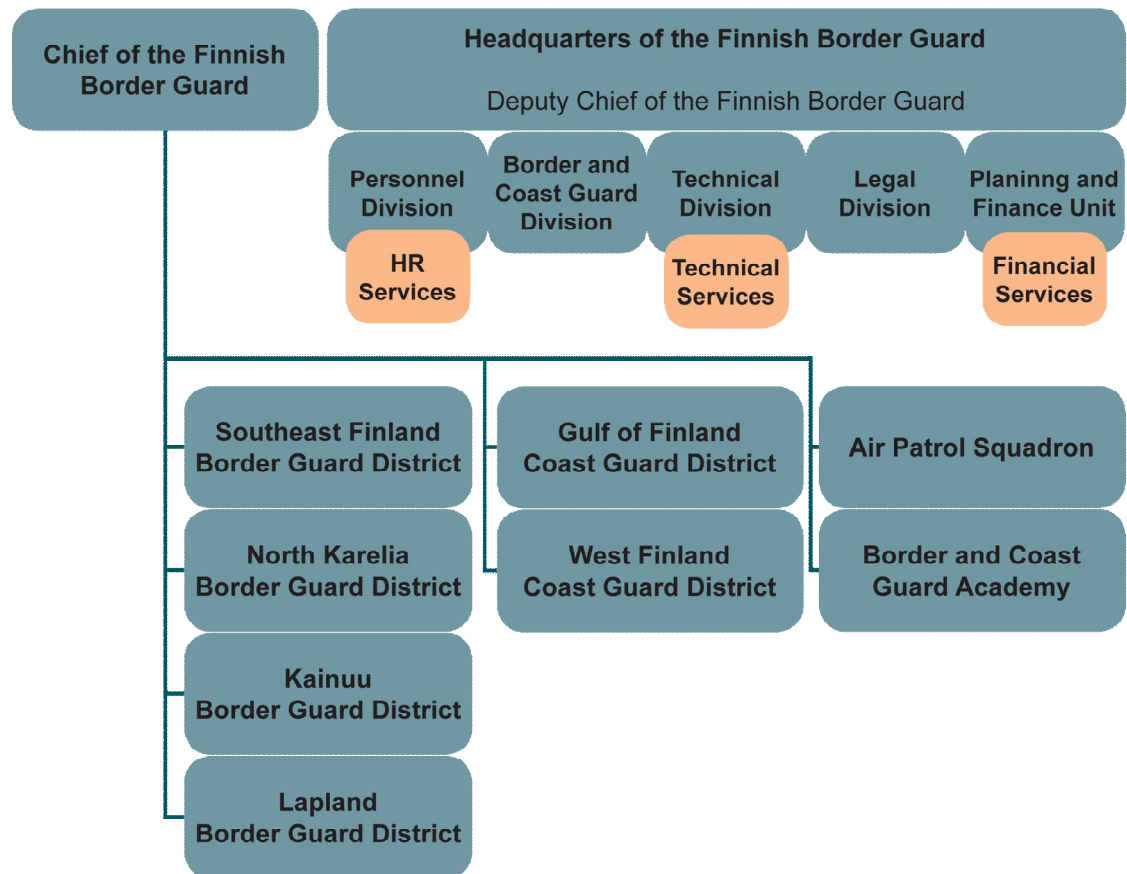 Chief of the Finnish
Border Guard
Headquarters of the Finnish Border Guard
Deputy Chief of the Finnish Border Guard
Personnel
Division
Border and
Coast Guard
Division
Technical
Division
Legal
Division
Planinng and
Finance Unit
HR
Services
Technical
Services
Financial
Services
Southeast Finland
Border Guard District
Gulf of Finland
Coast Guard District
Air Patrol Squadron
North Karelia
Border Guard District
West Finland
Coast Guard District
Border and Coast
Guard Academy
Kainuu
Border Guard District
Lapland
Border Guard District